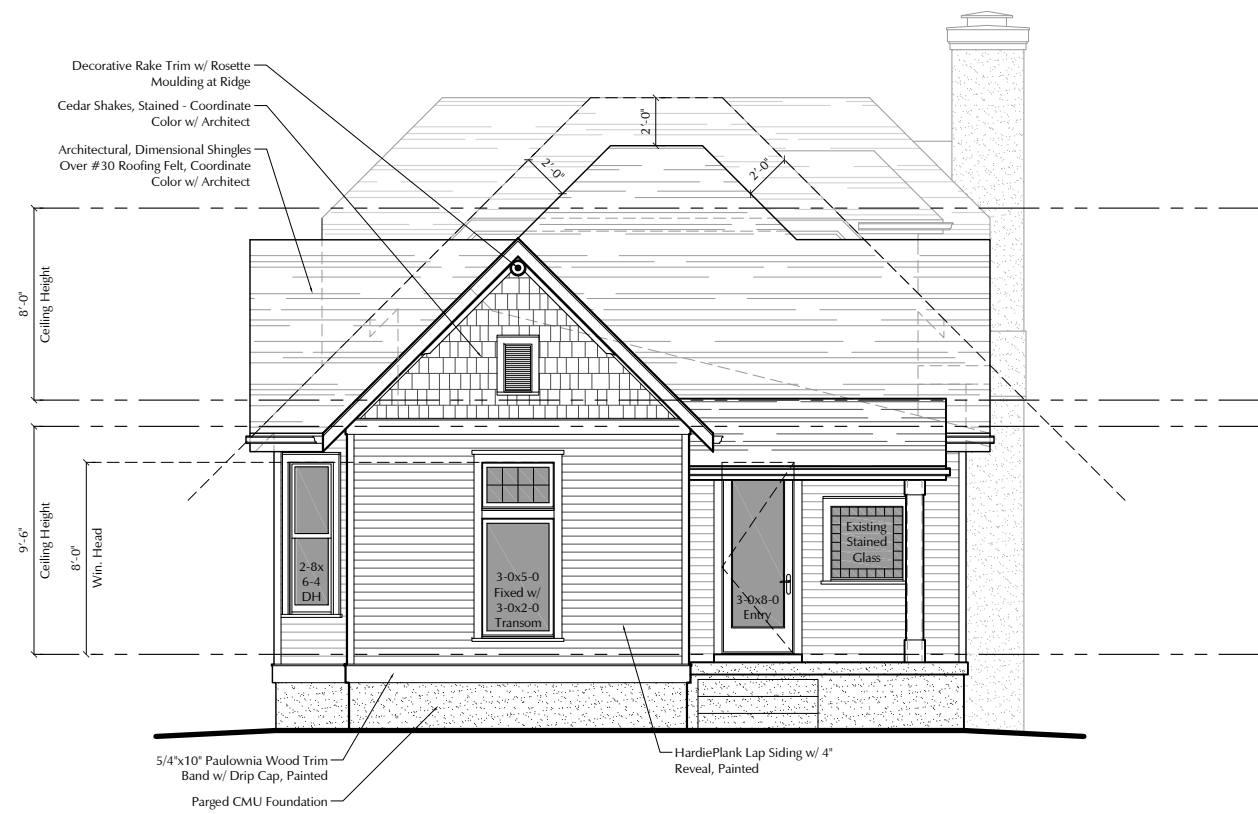 Decorative Rake Trim w/ Rosette
Moulding at Ridge
Cedar Shakes, Stained - Coordinate
Color w/ Architect
Architectural, Dimensional Shingles
Over #30 Roofing Felt, Coordinate
Color w/ Architect
2'-0"
2'-0"
2'-0"
8'-0"
Ceiling Height
9'-6"
Ceiling Height
8'-0"
Win. Head
2-8x
6-4
DH
3-0x5-0
Fixed w/
3-0x2-0
Transom
3-0x8-0
Entry
Existing
Stained
Glass
5/4"x10" Paulownia Wood Trim
Band w/ Drip Cap, Painted
Parged CMU Foundation
HardiePlank Lap Siding w/ 4"
Reveal, Painted